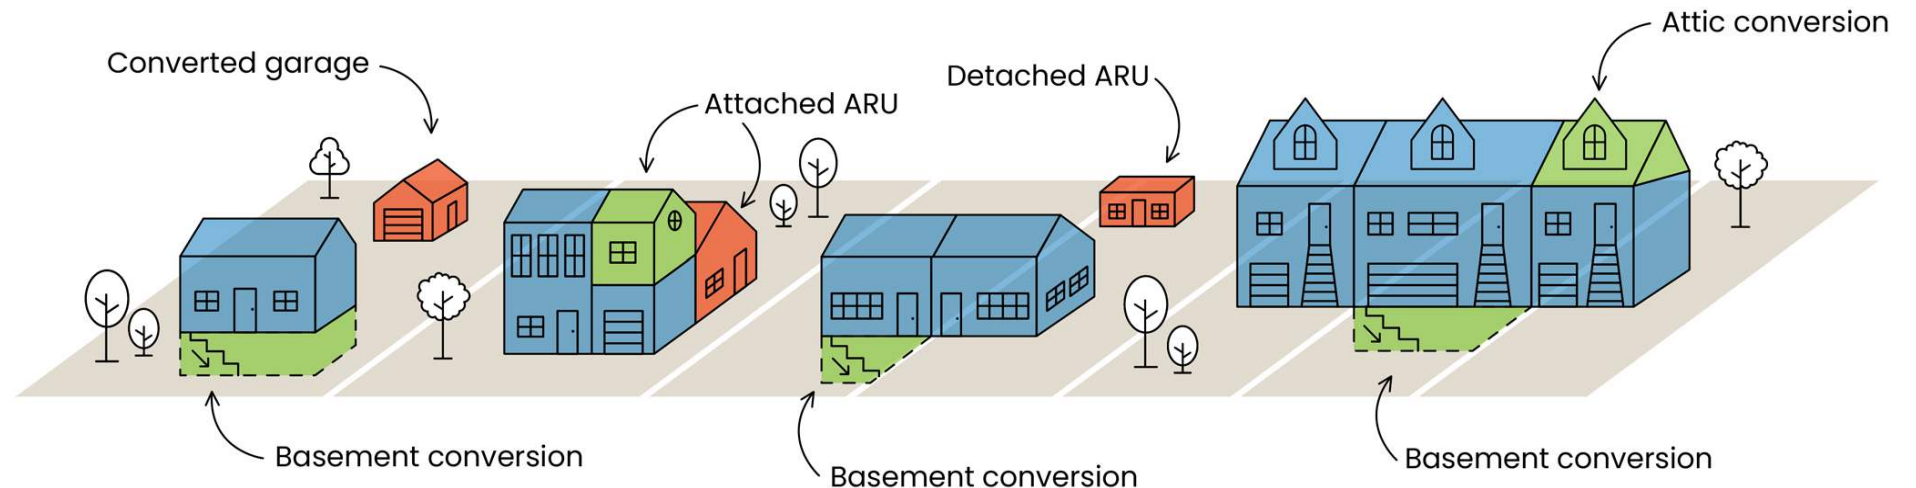 Attic conversion
Converted garage
Detached ARU
Attached ARU
Basement conversion
Basement conversion
Basement conversion